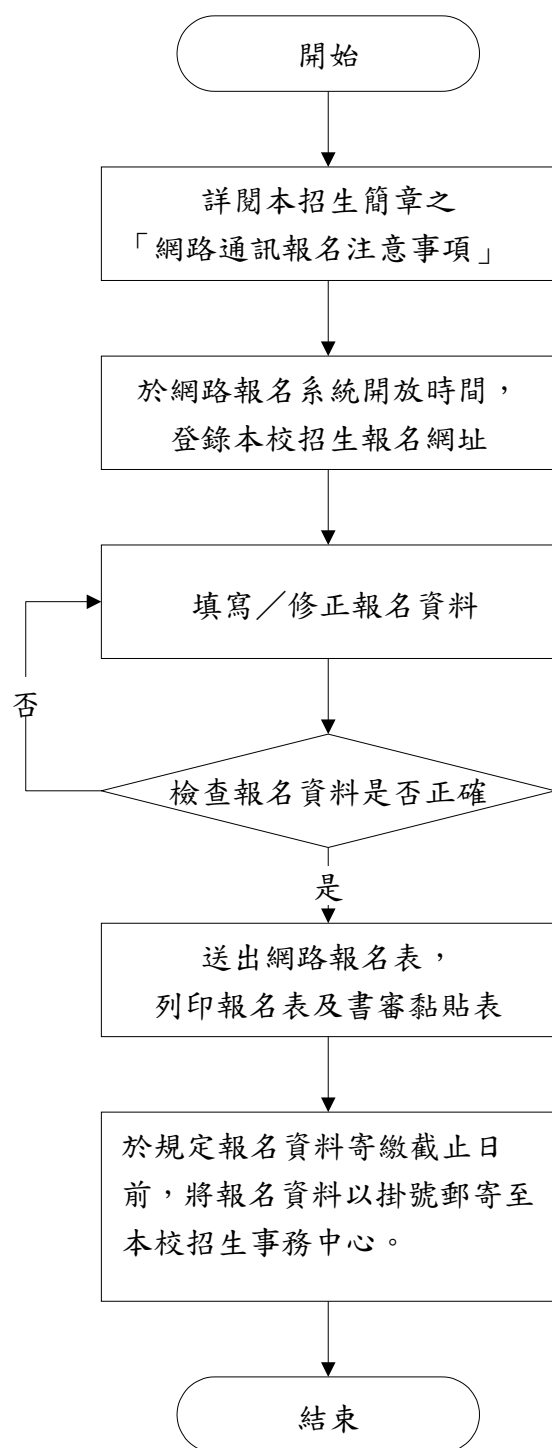 開始
詳閱本招生簡章之
「網路通訊報名注意事項」
於網路報名系統開放時間，
登錄本校招生報名網址
填寫／修正報名資料
否
檢查報名資料是否正確
是
送出網路報名表，
列印報名表及書審黏貼表
於規定報名資料寄繳截止日
前，將報名資料以掛號郵寄至
本校招生事務中心。
結束